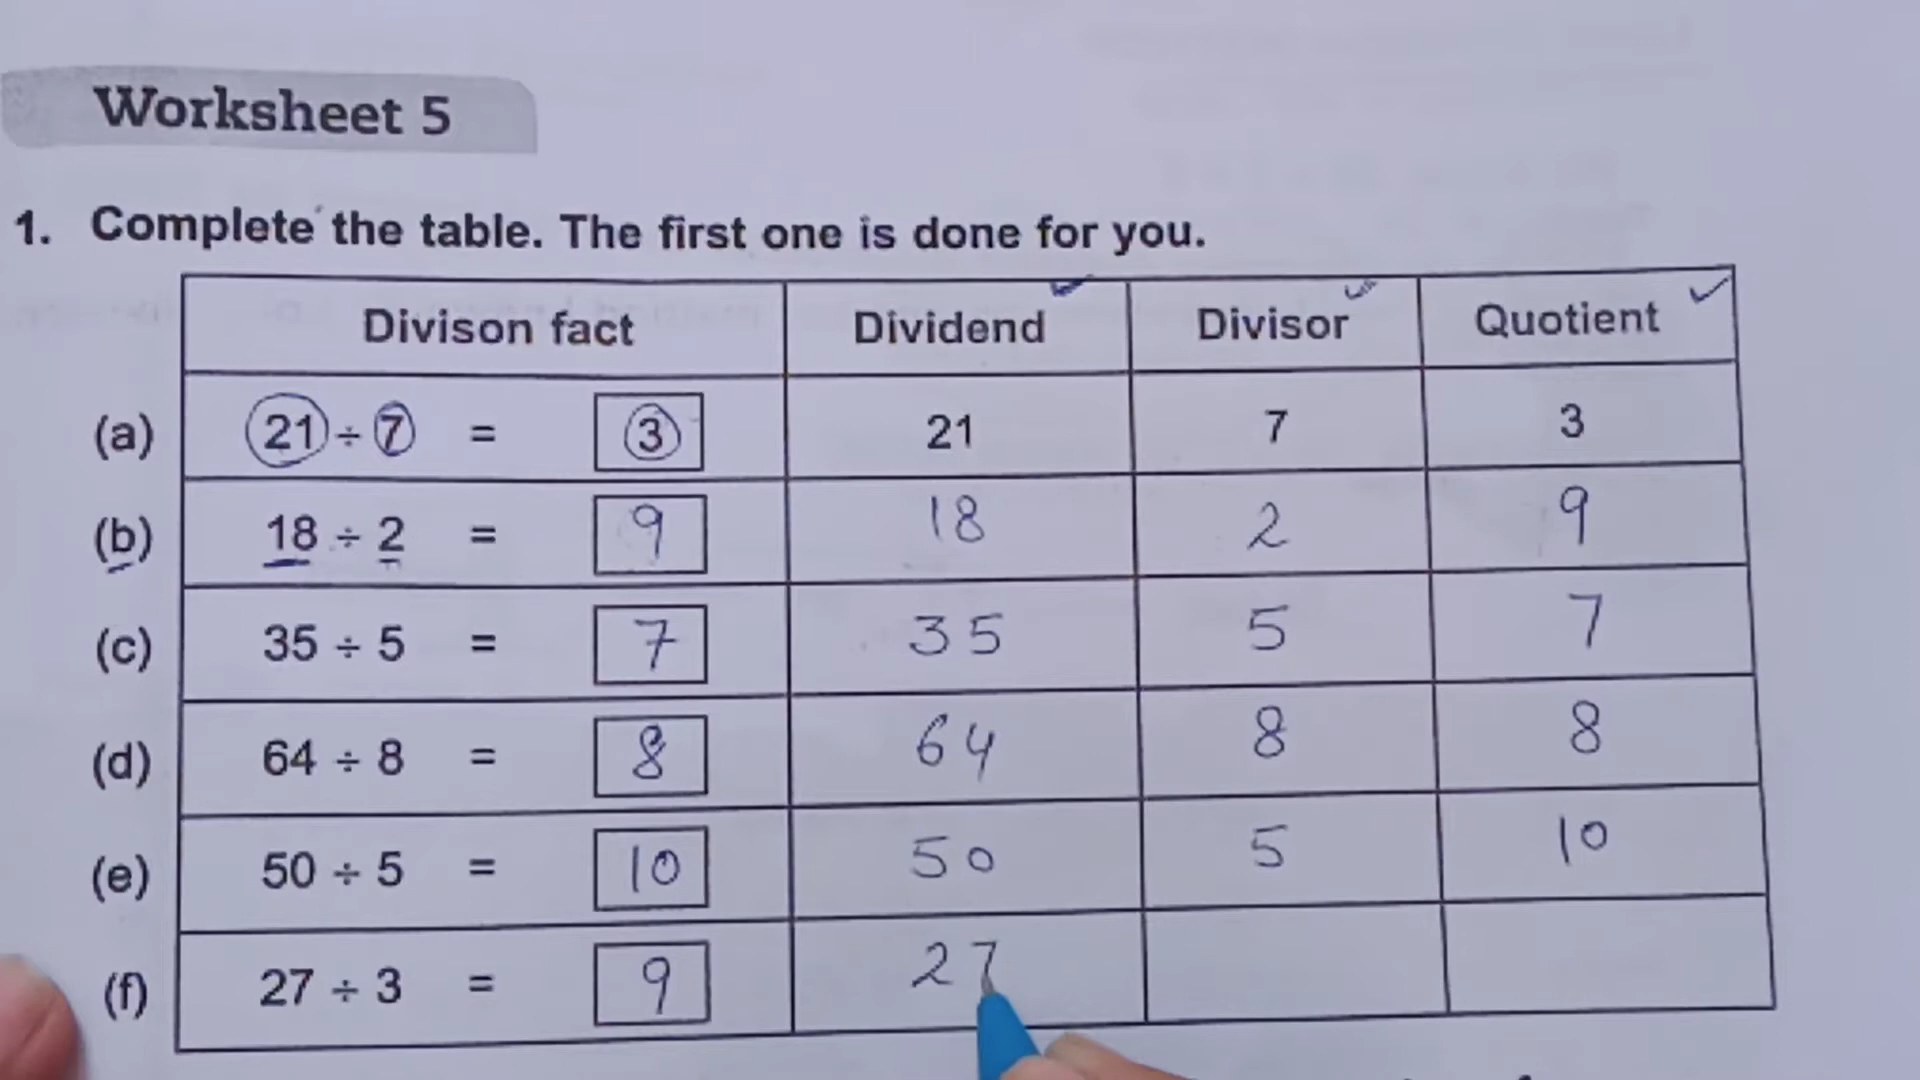 Worksheet 5
1. Complete the table. The first one is done for you.
Divison fact Dividend Divisor Quotient
(a) 21 ÷ 7 = 3 21 7 3
(b) 18 ÷ 2 = 9 18 2 9
(c) 35 ÷ 5 = 7 35 5 7
(d) 64 ÷ 8 = 8 64 8 8
(e) 50 ÷ 5 = 10 50 5 10
(f) 27 ÷ 3 = 9 27